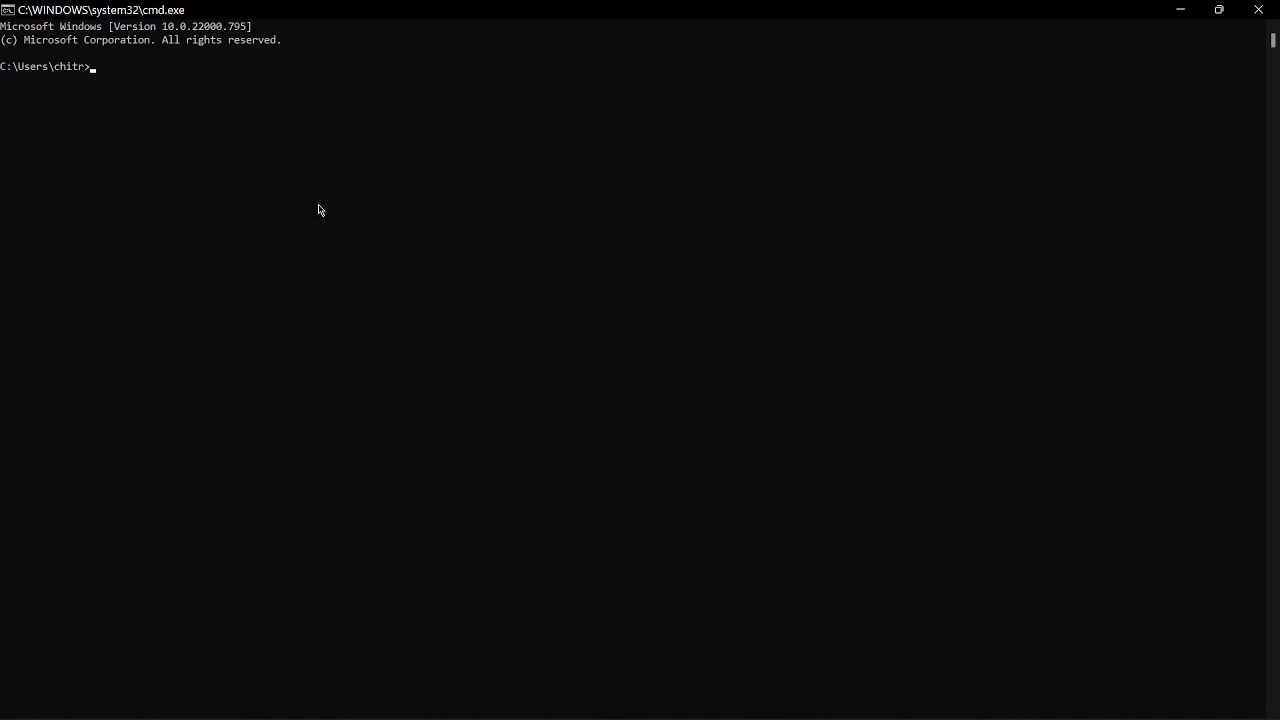 C:\WINDOWS\system32\cmd.exe
Microsoft Windows [Version 10.0.22000.795]
(c) Microsoft Corporation. All rights reserved.
C:\Users\chitr>